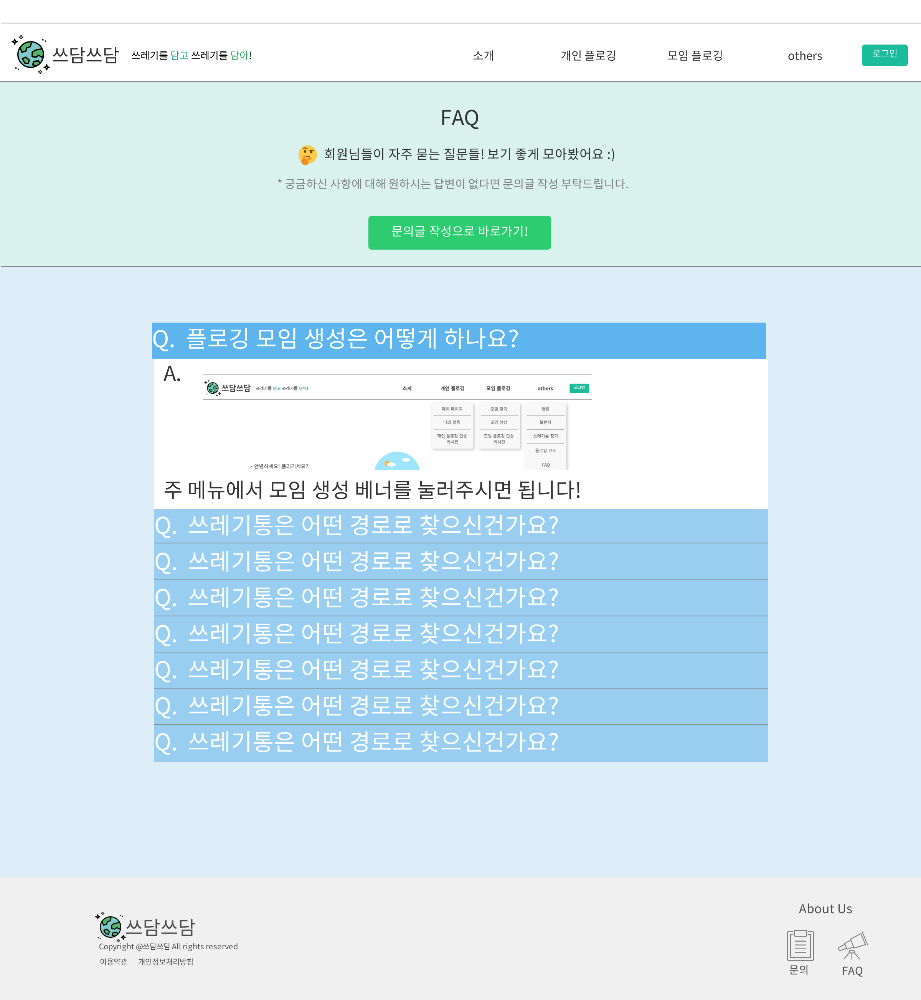 쓰담쓰담 쓰레기를 담고 쓰레기를 담아! 소개 개인 플로깅 모임 플로깅 others 로그인
FAQ
회원님들이 자주 묻는 질문들! 보기 좋게 모아봤어요 :)
* 궁금하신 사항에 대해 원하시는 답변이 없다면 문의글 작성 부탁드립니다.
문의글 작성으로 바로가기!
Q. 플로깅 모임 생성은 어떻게 하나요?
A.
쓰담쓰담 쓰레기를 담고 쓰레기를 담아! 소개 개인 플로깅 모임 플로깅 others 로그인
마이 페이지 모임 찾기 랭킹
나의 활동 모임 생성 챌린지
개인 플로깅 인증 모임 플로깅 인증 쓰레기통 찾기
게시판 게시판
플로깅 코스
- 안녕하세요! 플러거세요? FAQ
주 메뉴에서 모임 생성 베너를 눌러주시면 됩니다!
Q. 쓰레기통은 어떤 경로로 찾으신건가요?
Q. 쓰레기통은 어떤 경로로 찾으신건가요?
Q. 쓰레기통은 어떤 경로로 찾으신건가요?
Q. 쓰레기통은 어떤 경로로 찾으신건가요?
Q. 쓰레기통은 어떤 경로로 찾으신건가요?
Q. 쓰레기통은 어떤 경로로 찾으신건가요?
Q. 쓰레기통은 어떤 경로로 찾으신건가요?
쓰담쓰담
Copyright @쓰담쓰담 All rights reserved
이용약관 개인정보처리방침
About Us
문의 FAQ